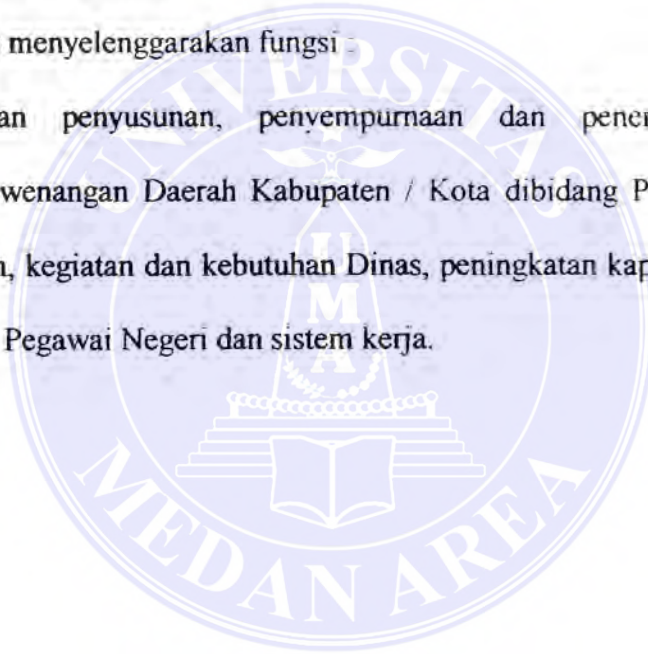 menyelenggarakan fungsi :
an penyusunan, penyempurnaan dan pener
wenangan Daerah Kabupaten / Kota dibidang P
, kegiatan dan kebutuhan Dinas, peningkatan kap
Pegawai Negeri dan sistem kerja.
UNIVERSITAS
UMA
MEDAN AREA